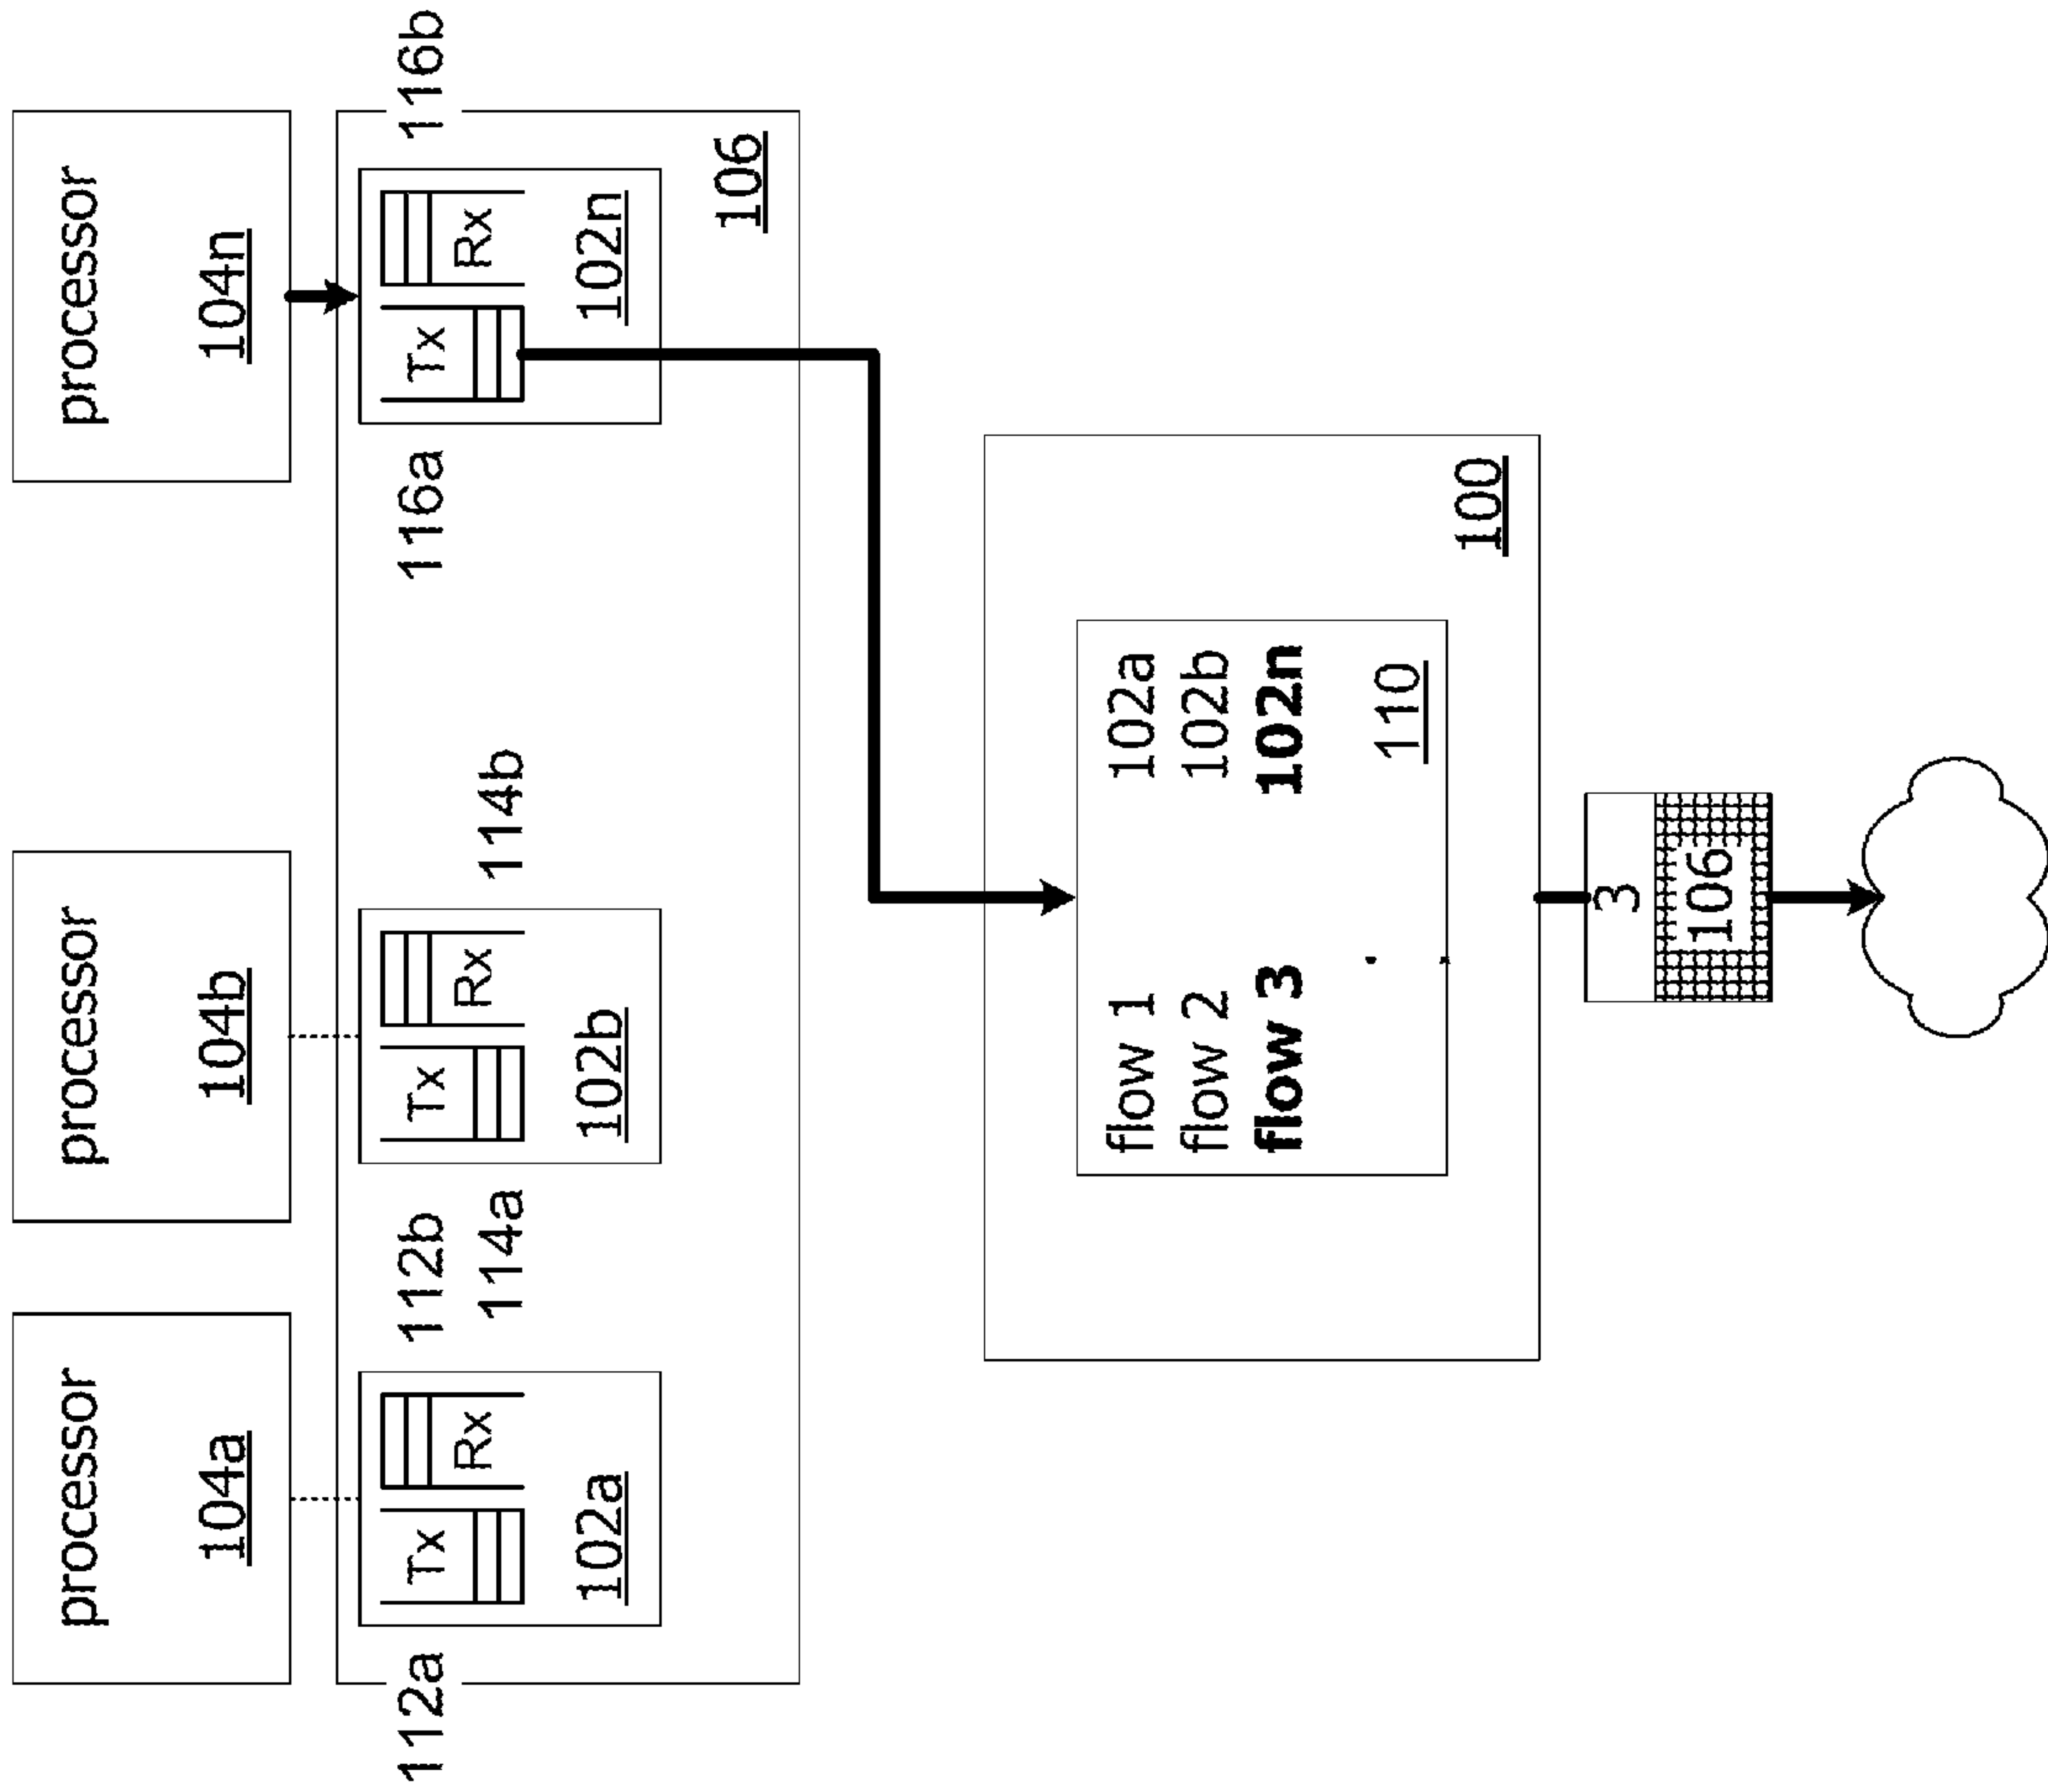 processor
104a
processor
104b
processor
104n
112a
Tx
Rx
102a
112b
114a
Tx
Rx
102b
114b
116a
Tx
Rx
102n
116b
106
flow 1 102a
flow 2 102b
flow 3 102n
110
100
3
106